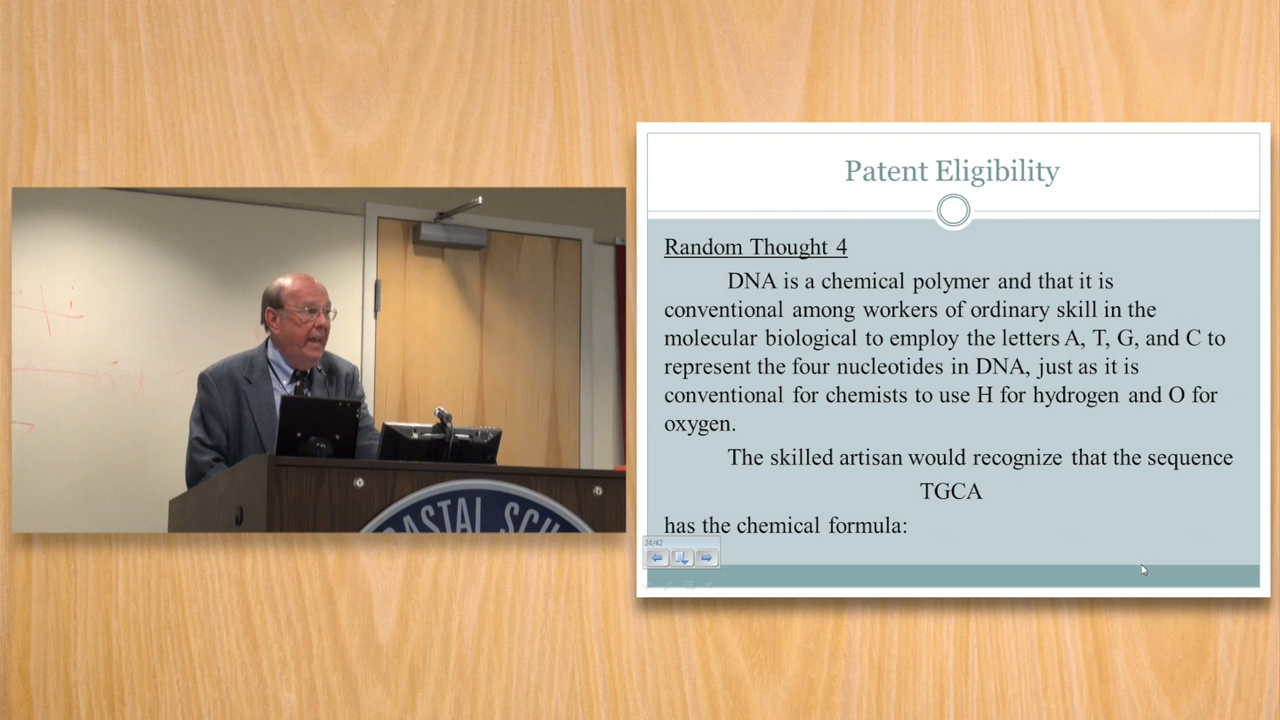 Patent Eligibility
Random Thought 4
DNA is a chemical polymer and that it is
conventional among workers of ordinary skill in the
molecular biological to employ the letters A, T, G, and C to
represent the four nucleotides in DNA, just as it is
conventional for chemists to use H for hydrogen and O for
oxygen.
The skilled artisan would recognize that the sequence
TGCA
has the chemical formula:
24/42